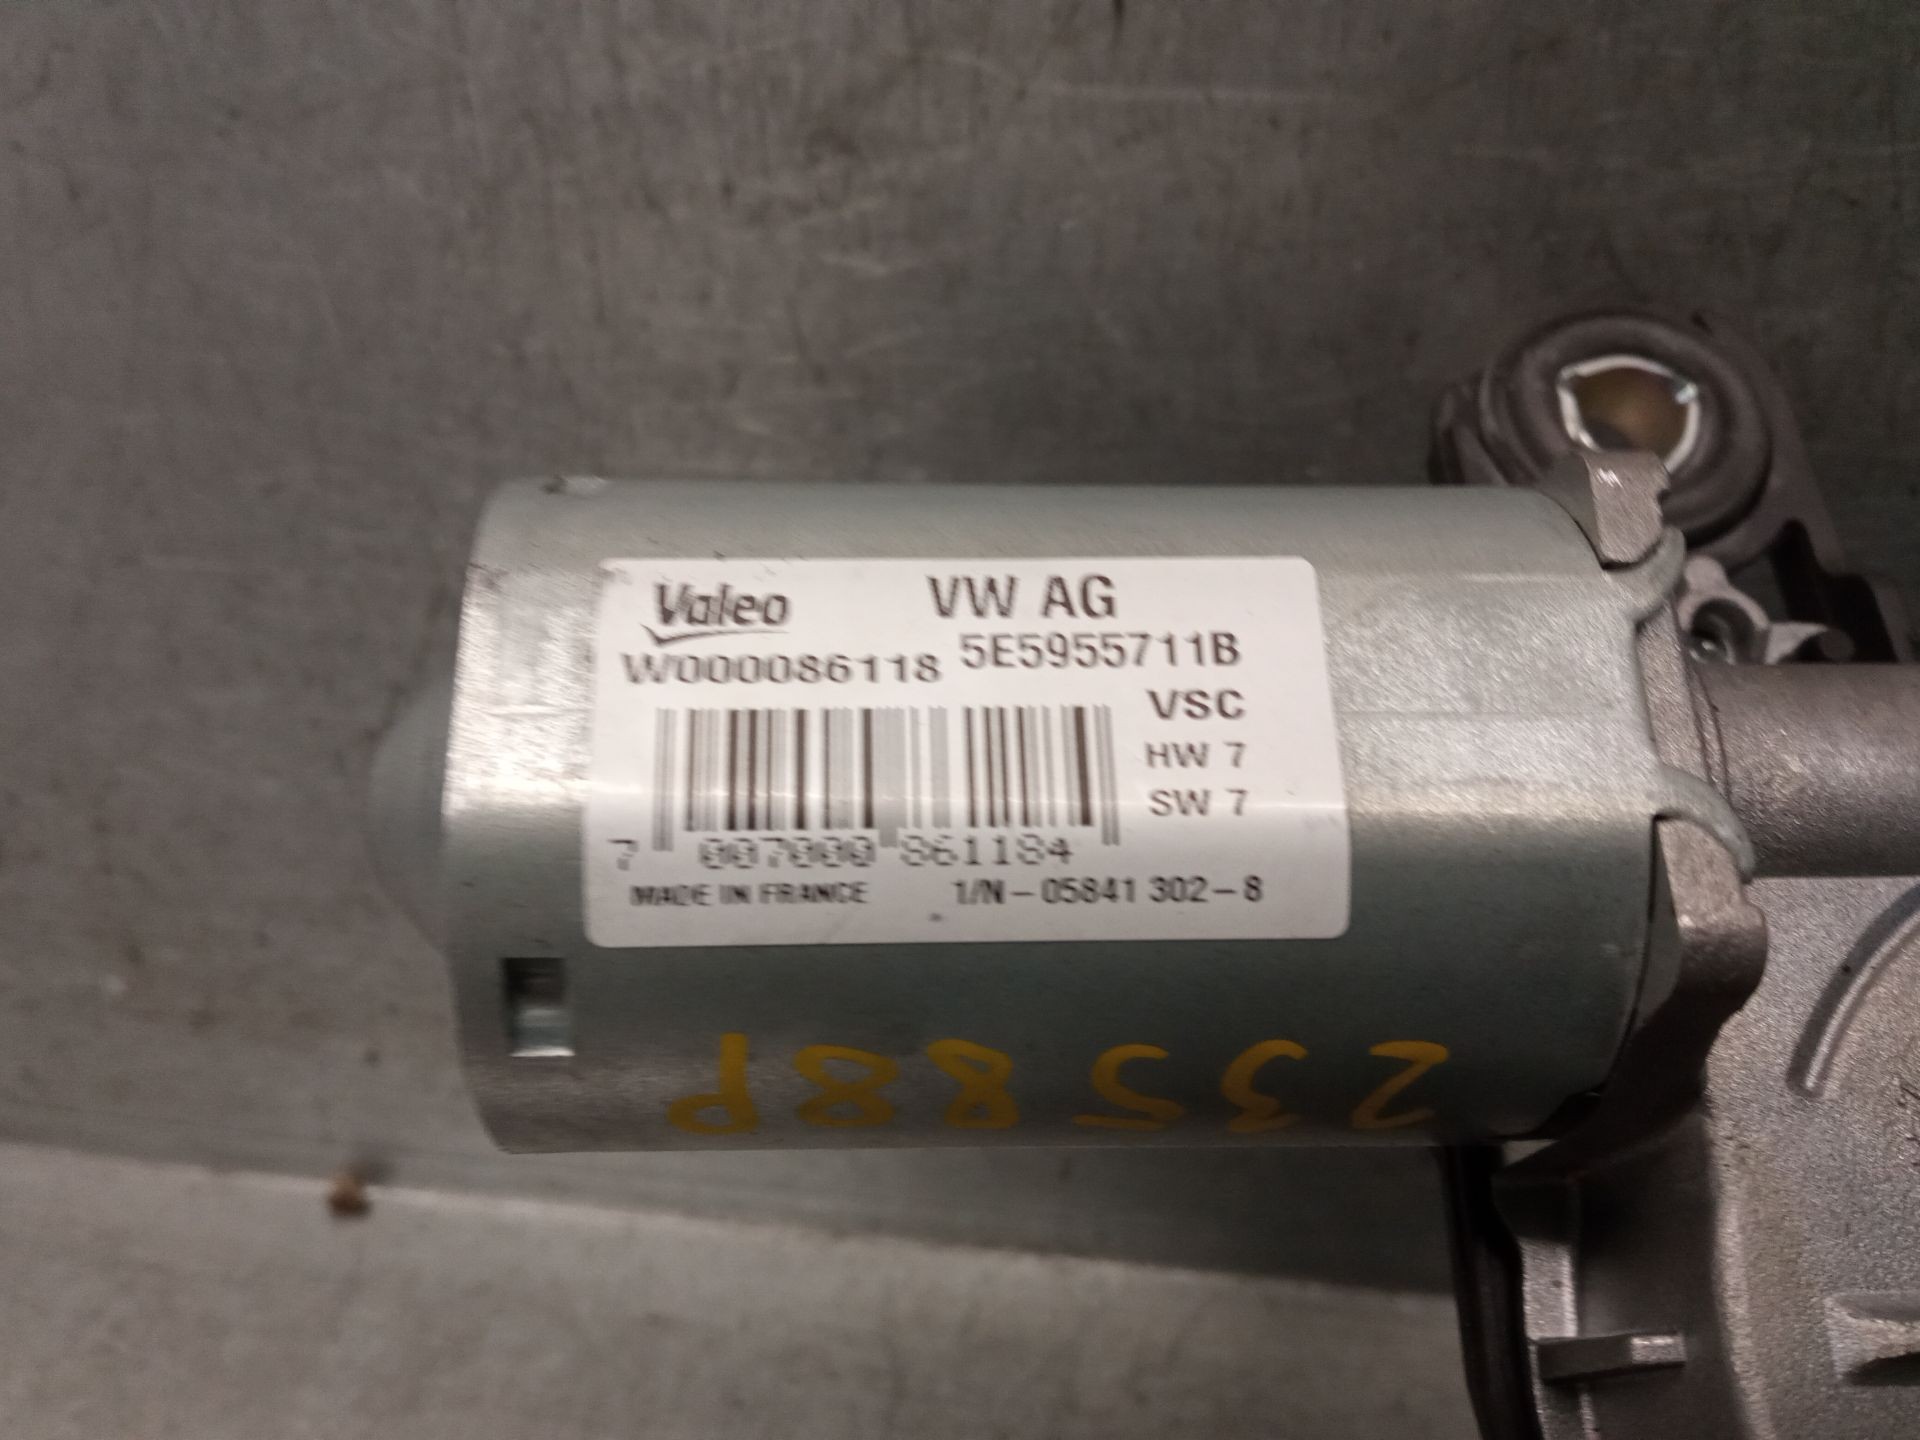 Valeo VW AG
W000086118 5E5955711B
VSC
HW 7
SW 7
7 007000 861184
MADE IN FRANCE 1/N-05841 302-8
23588P